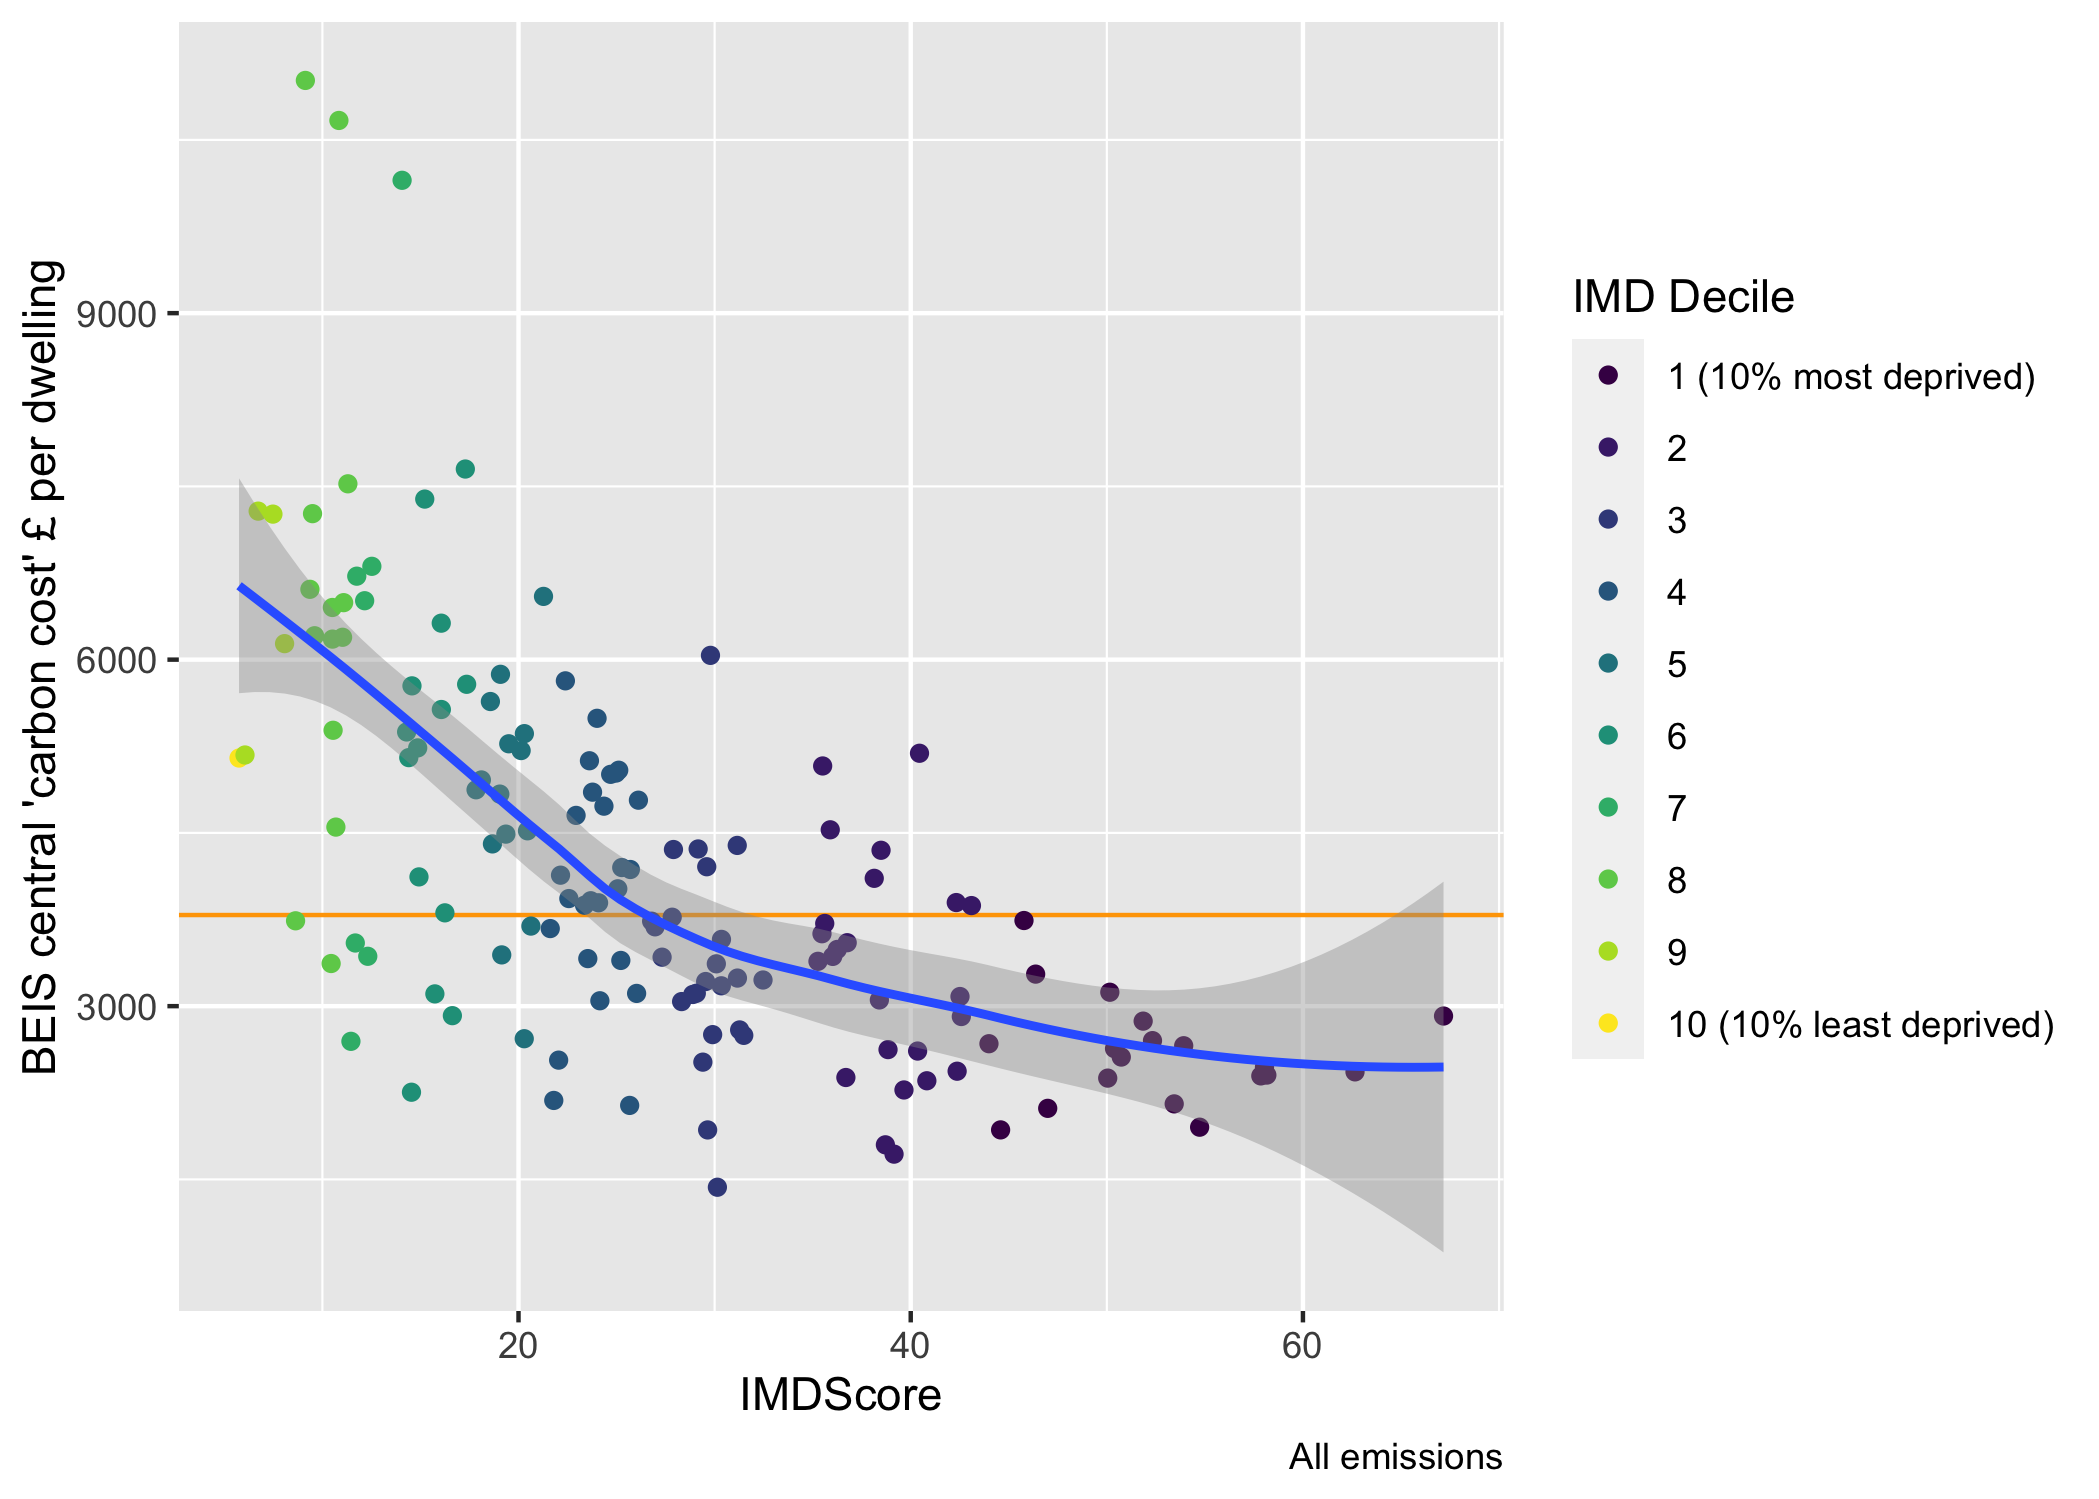 BEIS central 'carbon cost' £ per dwelling
9000
6000
3000
20
40
60
IMDScore
All emissions
IMD Decile
1 (10% most deprived)
2
3
4
5
6
7
8
9
10 (10% least deprived)